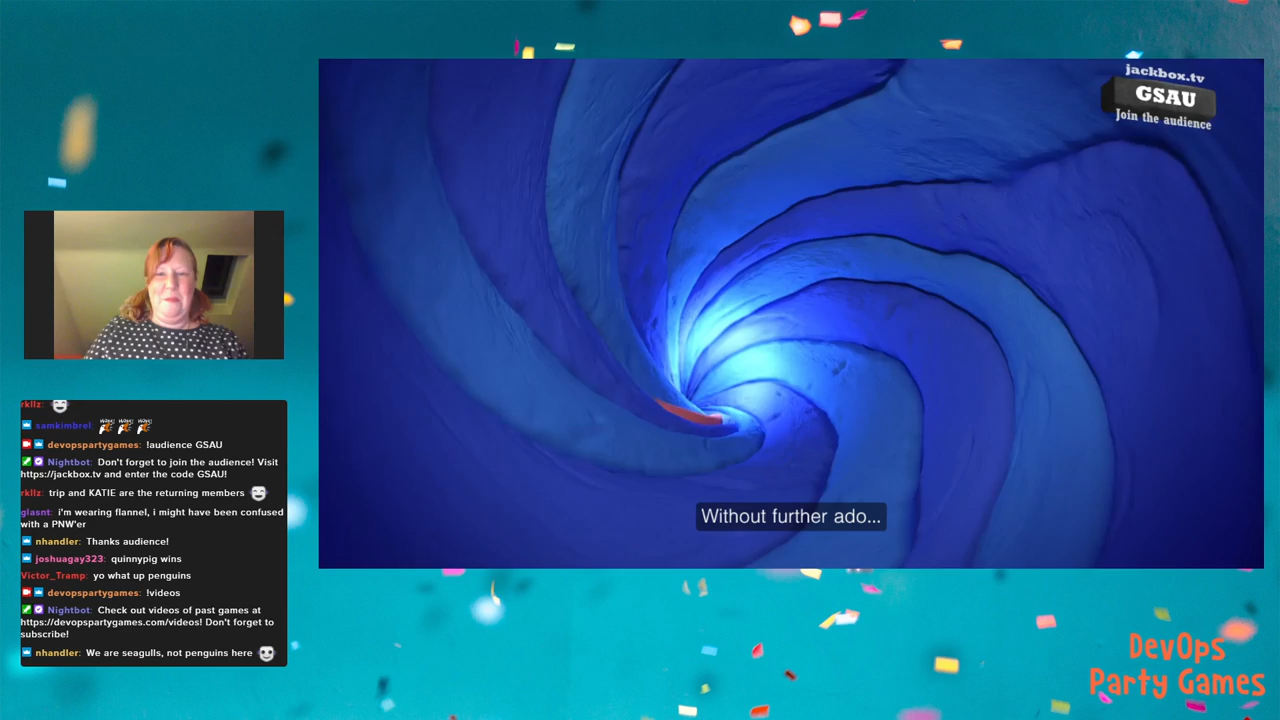 jackbox.tv
GSAU
Join the audience
rkllz:
samkimbrel:
devopspartygames: !audience GSAU
Nightbot: Don't forget to join the audience! Visit
https://jackbox.tv and enter the code GSAU!
rkllz: trip and KATIE are the returning members
glasnt: i'm wearing flannel, i might have been confused
with a PNW'er
nhandler: Thanks audience!
joshuagay323: quinnypig wins
Victor_Tramp: yo what up penguins
devopspartygames: !videos
Nightbot: Check out videos of past games at
https://devopspartygames.com/videos! Don't forget to
subscribe!
nhandler: We are seagulls, not penguins here
Without further ado...
DevOps
Party Games